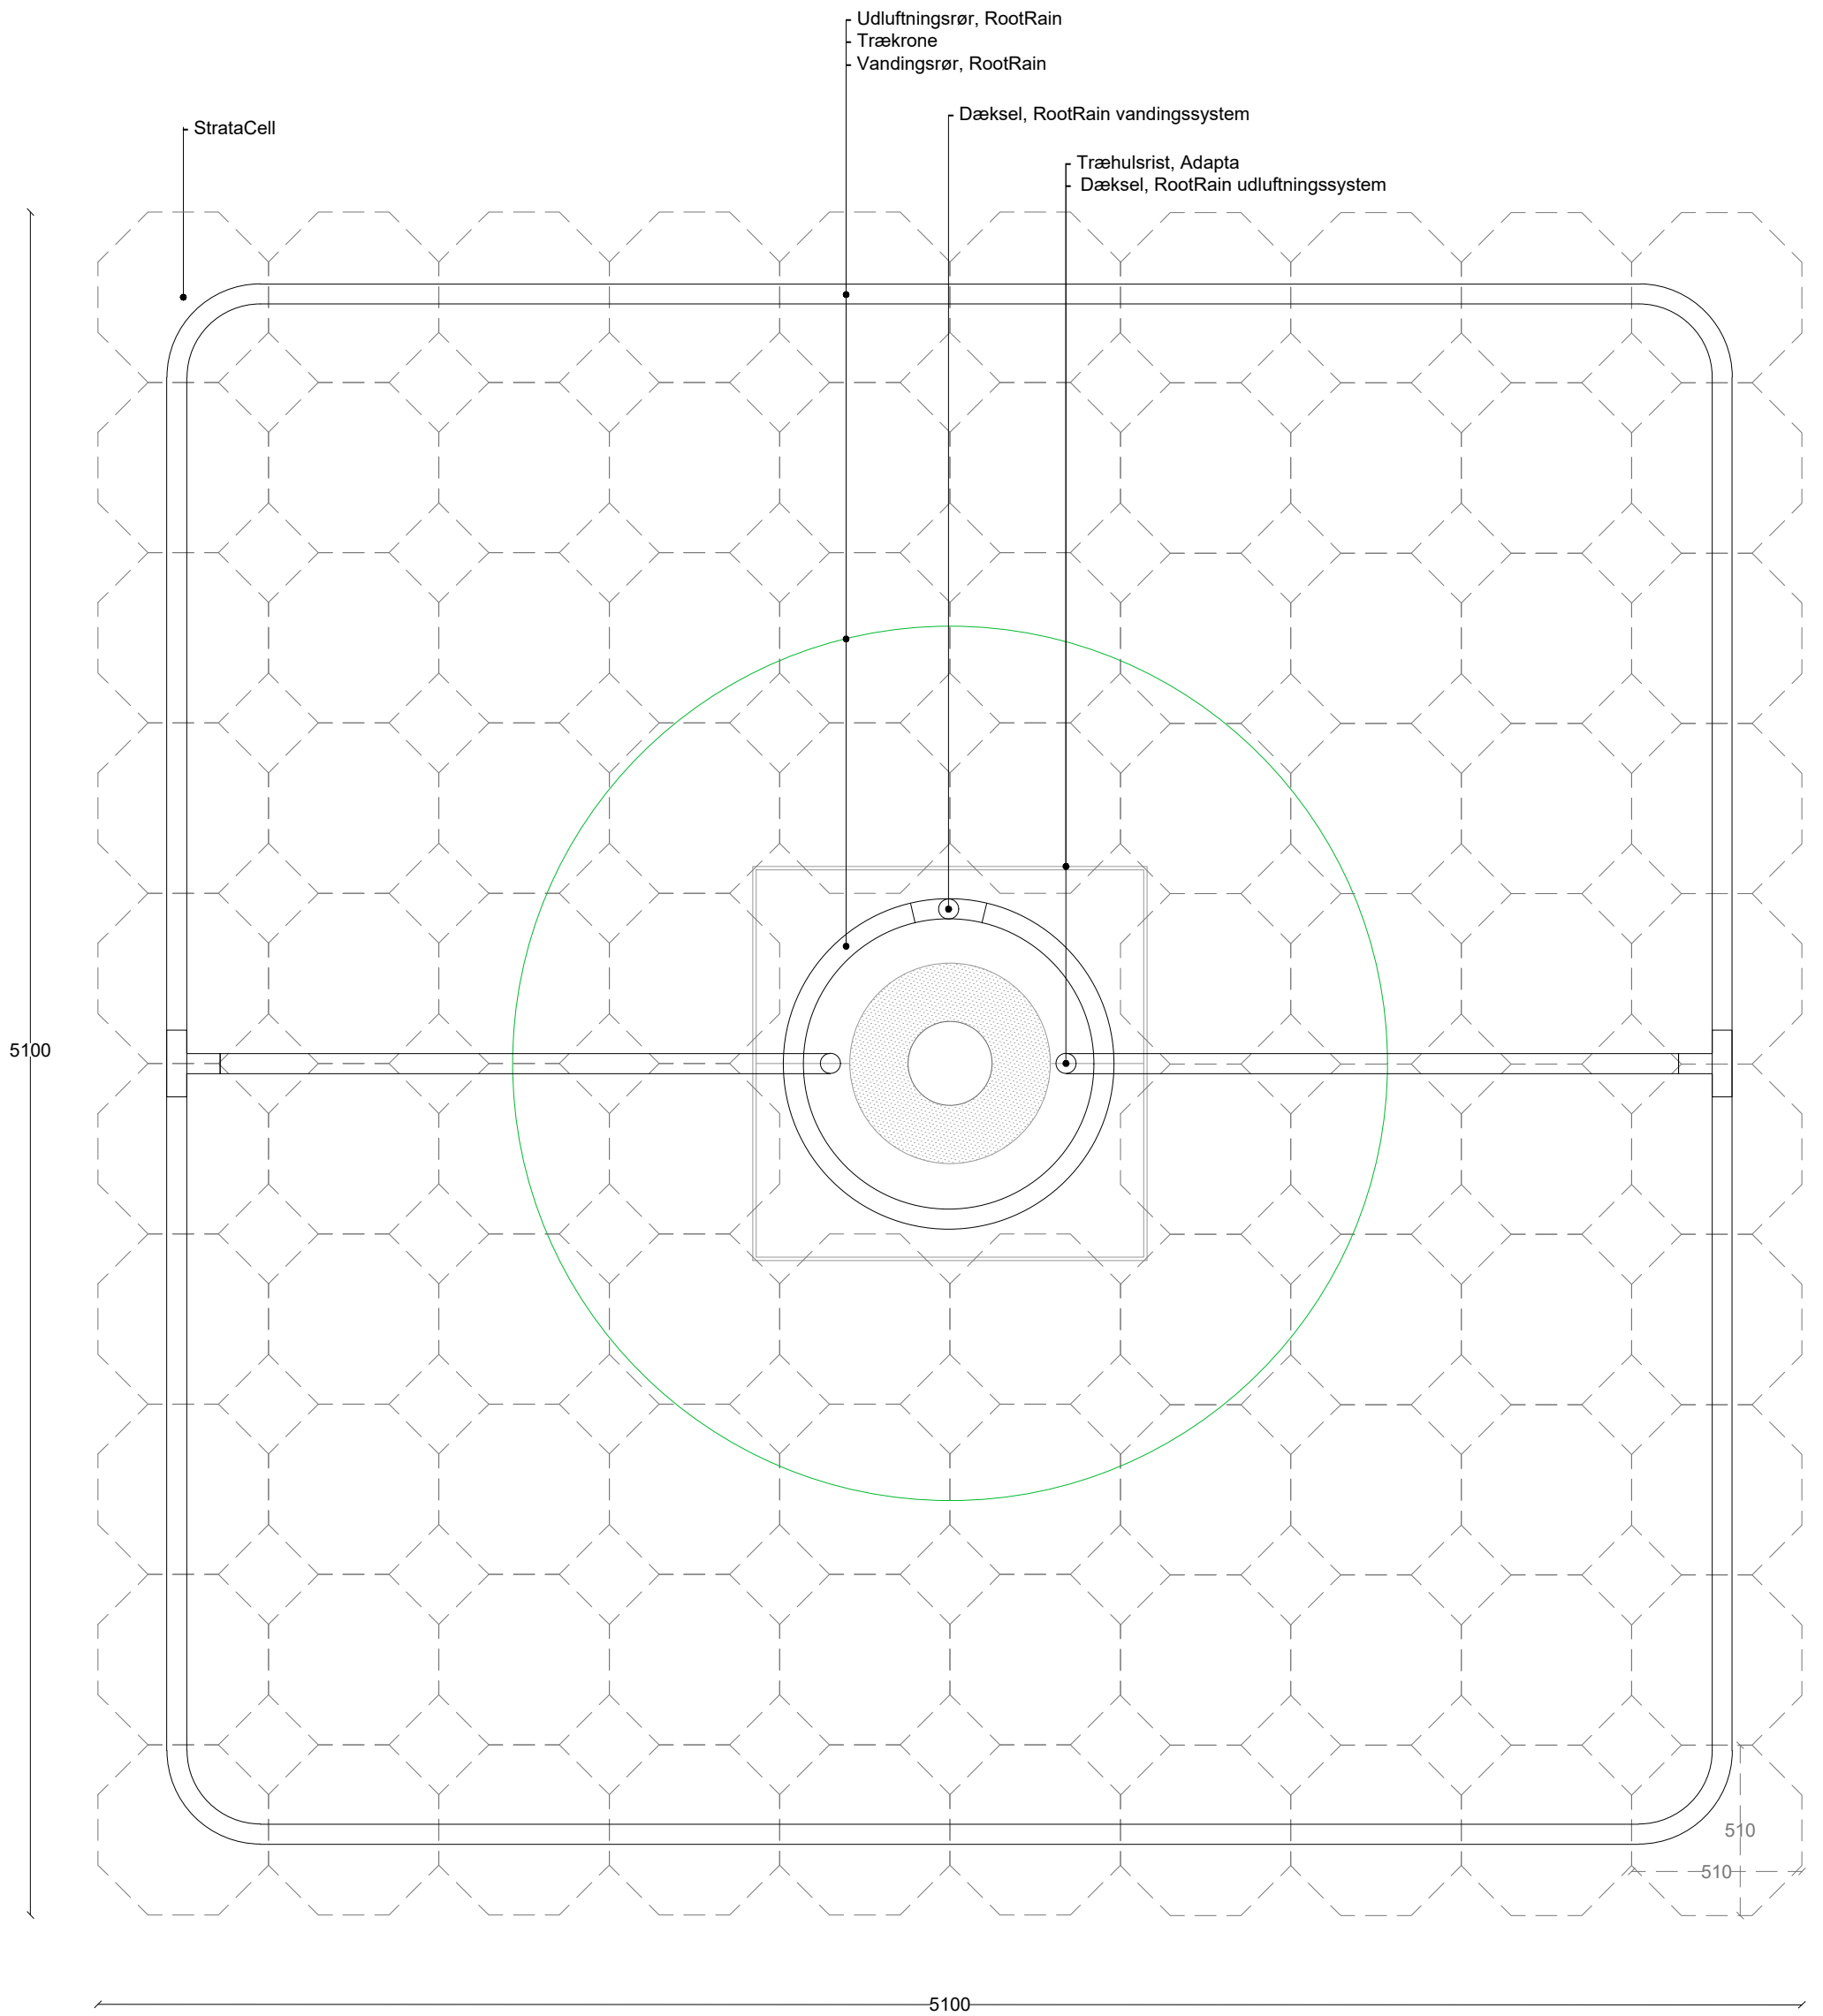 Udluftningsrør, RootRain
Trækrone
Vandingsrør, RootRain
Dæksel, RootRain vandingssystem
StrataCell
Træhulsrist, Adapta
Dæksel, RootRain udluftningssystem
5100
510
510
5100